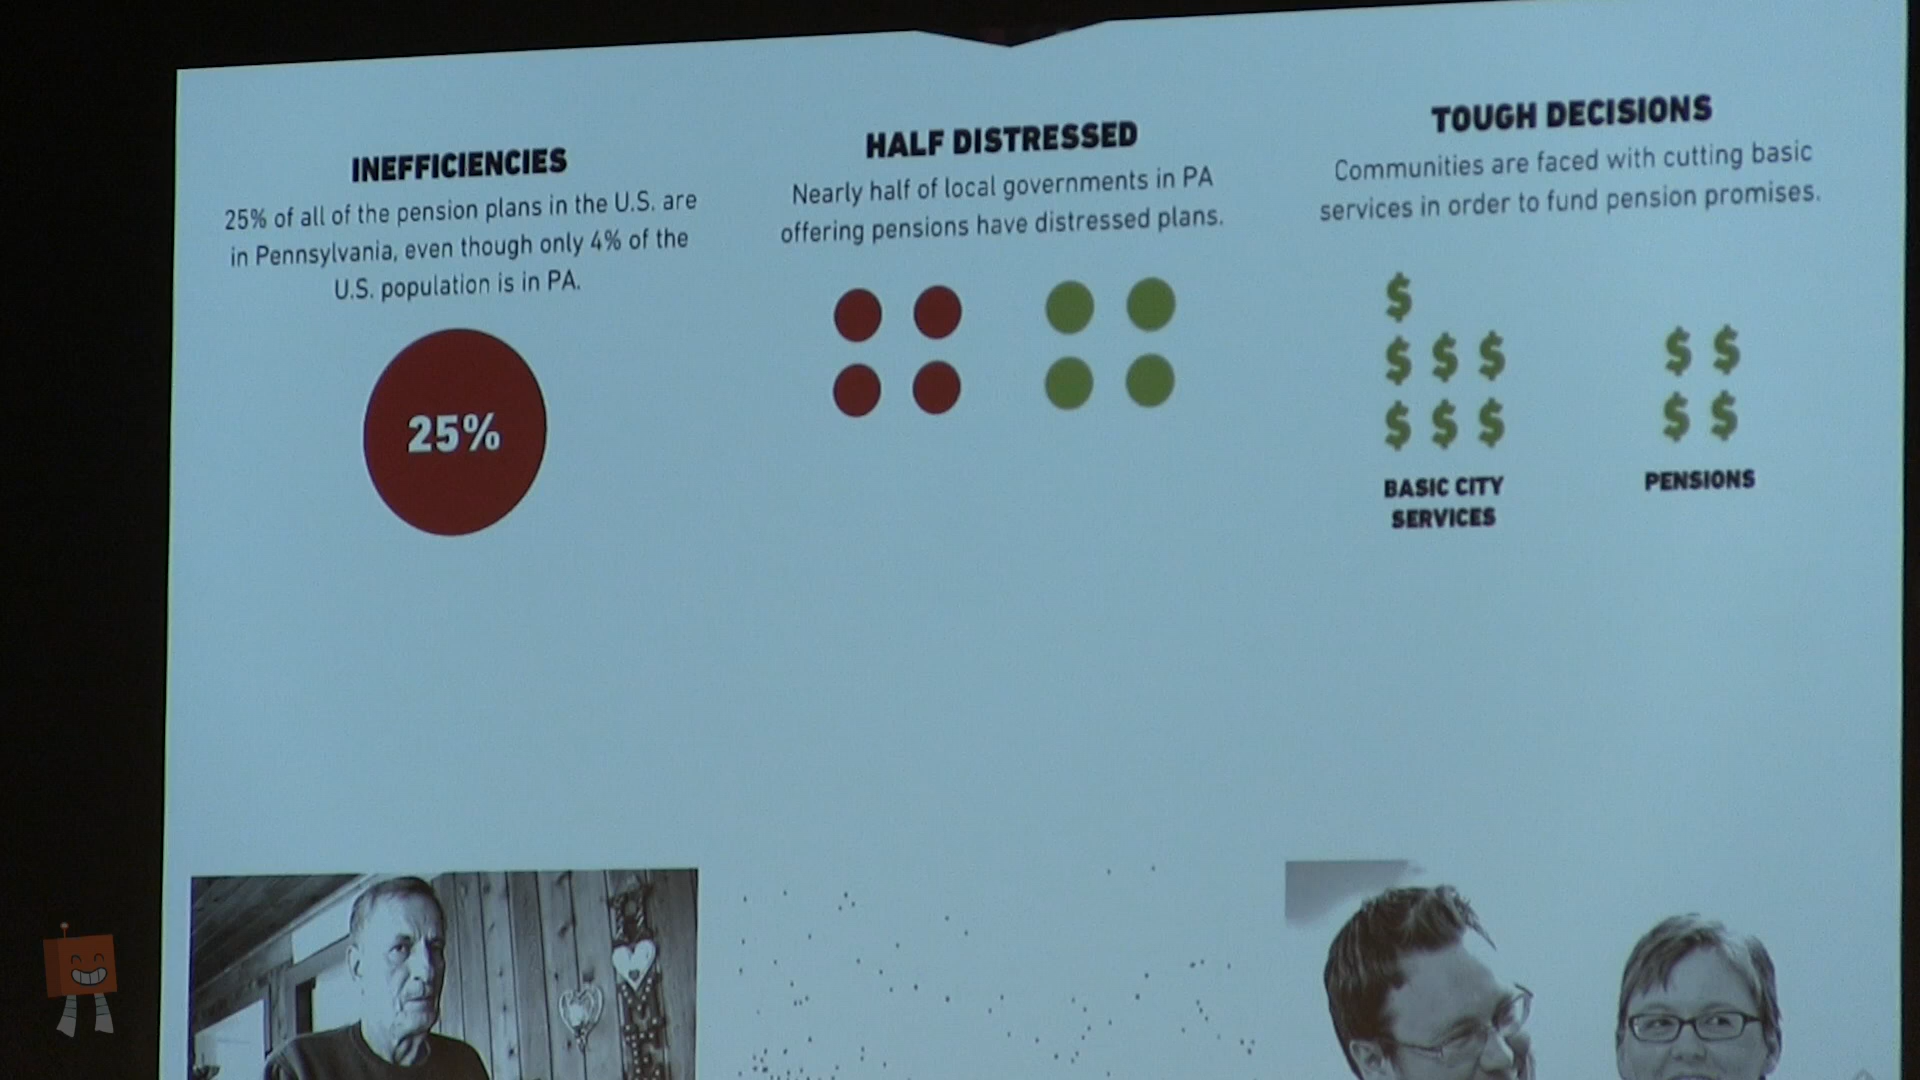 INEFFICIENCIES
25% of all of the pension plans in the U.S. are
in Pennsylvania, even though only 4% of the
U.S. population is in PA.
25%
HALF DISTRESSED
Nearly half of local governments in PA
offering pensions have distressed plans.
TOUGH DECISIONS
Communities are faced with cutting basic
services in order to fund pension promises.
$
$ $ $
$ $ $
BASIC CITY
SERVICES
$ $
$ $
PENSIONS